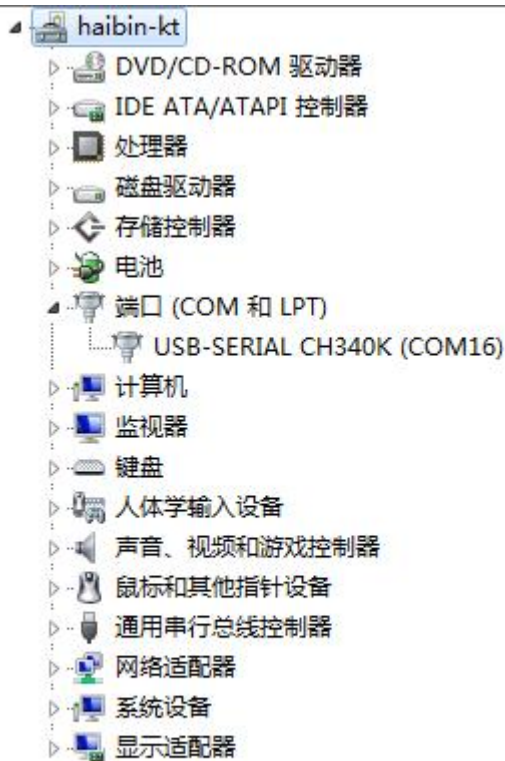 haibin-kt
DVD/CD-ROM 驱动器
IDE ATA/ATAPI 控制器
处理器
磁盘驱动器
存储控制器
电池
端口 (COM 和 LPT)
USB-SERIAL CH340K (COM16)
计算机
监视器
键盘
人体学输入设备
声音、视频和游戏控制器
鼠标和其他指针设备
通用串行总线控制器
网络适配器
系统设备
显示适配器